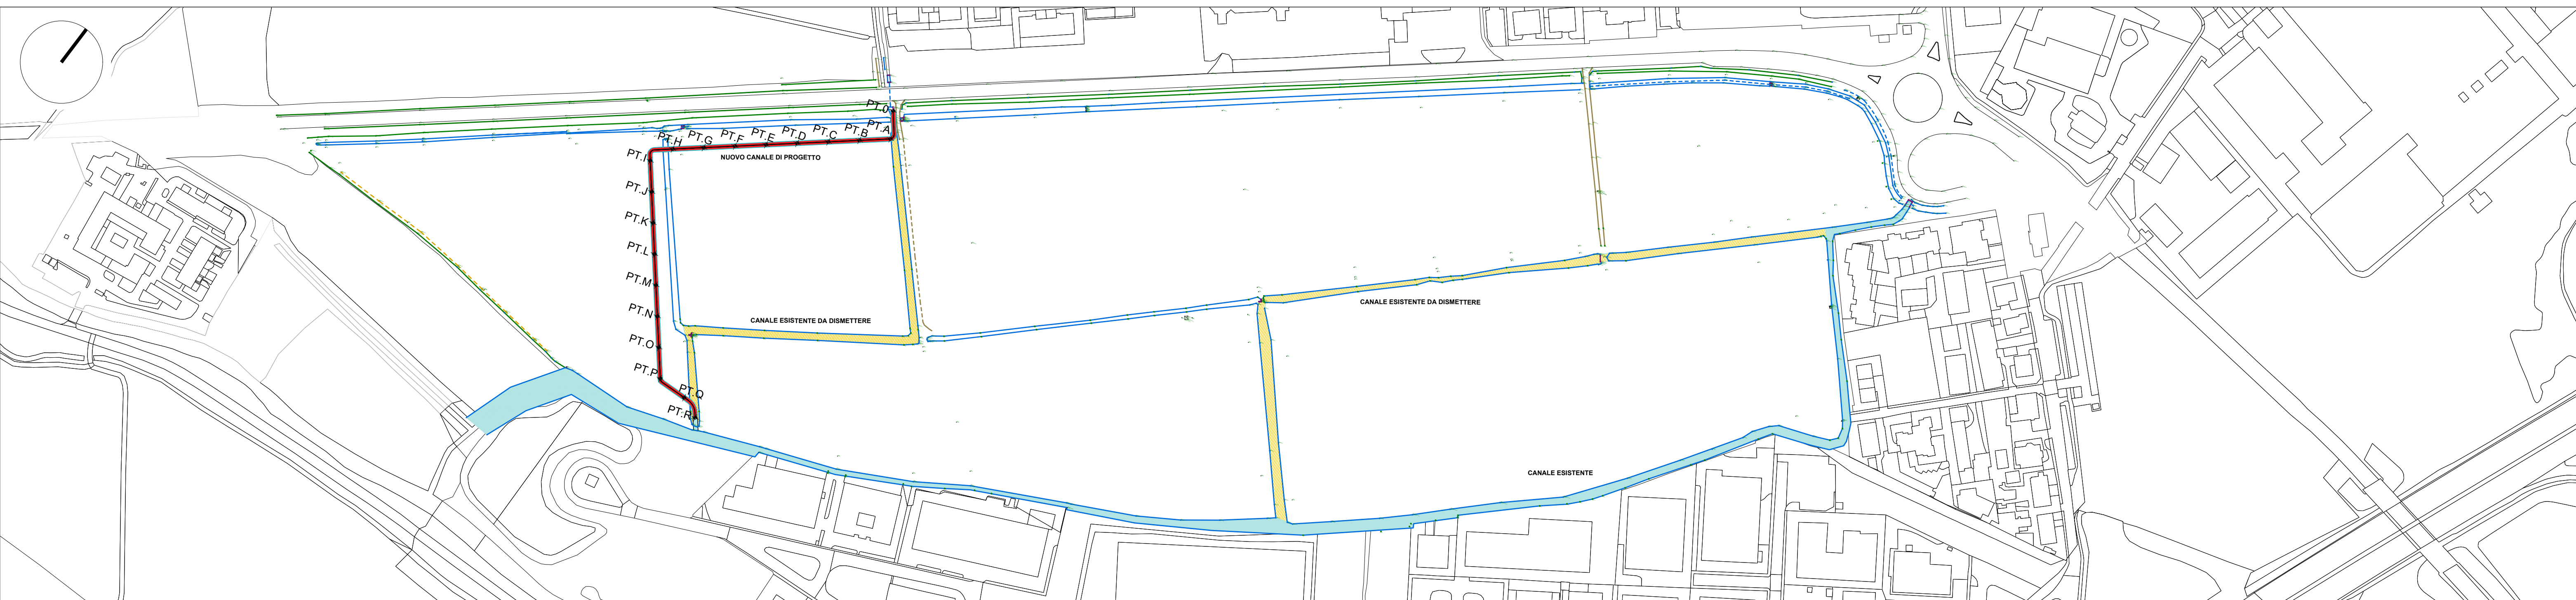 PT.0
PT.A
PT.B
PT.C
PT.D
PT.E
PT.F
PT.G
PT.H
NUOVO CANALE DI PROGETTO
PT.I
PT.J
PT.K
PT.L
PT.M
PT.N
PT.O
PT.P
PT.Q
PT.R
CANALE ESISTENTE DA DISMETTERE
CANALE ESISTENTE DA DISMETTERE
CANALE ESISTENTE